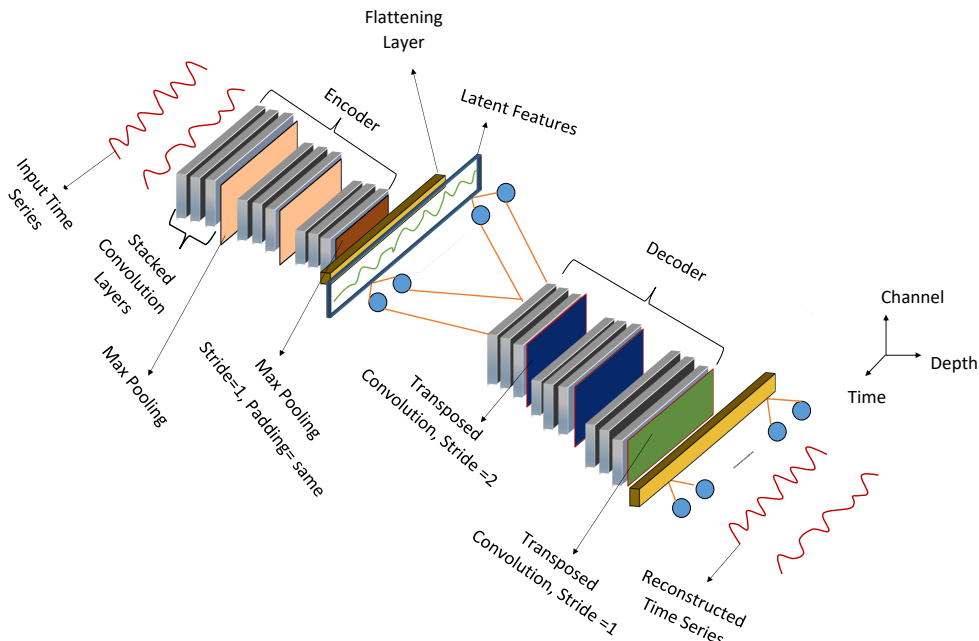 Flattening
Layer
Encoder
Latent Features
Input Time
Series
Stacked
Convolution
Layers
Max Pooling
Max Pooling
Stride=1, Padding= same
Decoder
Channel
Depth
Time
Transposed
Convolution, Stride =2
Transposed
Convolution, Stride =1
Reconstructed
Time Series